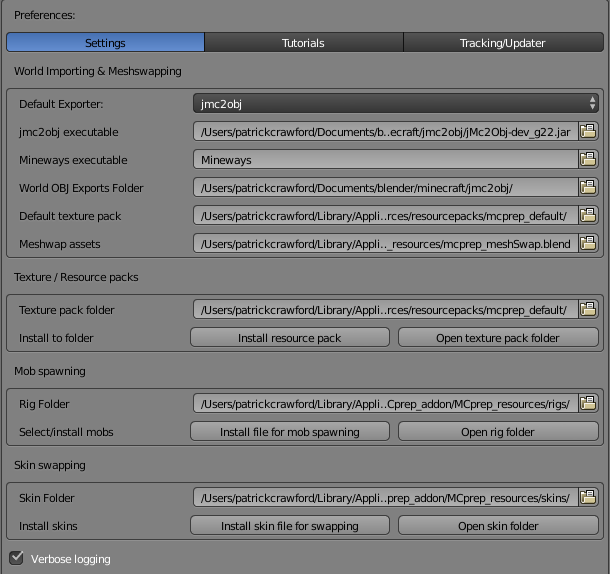 Preferences:
Settings Tutorials Tracking/Updater
World Importing & Meshswapping
Default Exporter: jmc2obj
jmc2obj executable /Users/patrickcrawford/Documents/b..ecraft/jmc2obj/jMc2Obj-dev_g22.jar
Mineways executable Mineways
World OBJ Exports Folder /Users/patrickcrawford/Documents/blender/minecraft/jmc2obj/
Default texture pack /Users/patrickcrawford/Library/Appli..rces/resourcepacks/mcprep_default/
Meshwap assets /Users/patrickcrawford/Library/Appli.._resources/mcprep_meshSwap.blend
Texture / Resource packs
Texture pack folder /Users/patrickcrawford/Library/Appli..rces/resourcepacks/mcprep_default/
Install to folder Install resource pack Open texture pack folder
Mob spawning
Rig Folder /Users/patrickcrawford/Library/Appli..Cprep_addon/MCprep_resources/rigs/
Select/install mobs Install file for mob spawning Open rig folder
Skin swapping
Skin Folder /Users/patrickcrawford/Library/Appli..prep_addon/MCprep_resources/skins/
Install skins Install skin file for swapping Open skin folder
Verbose logging